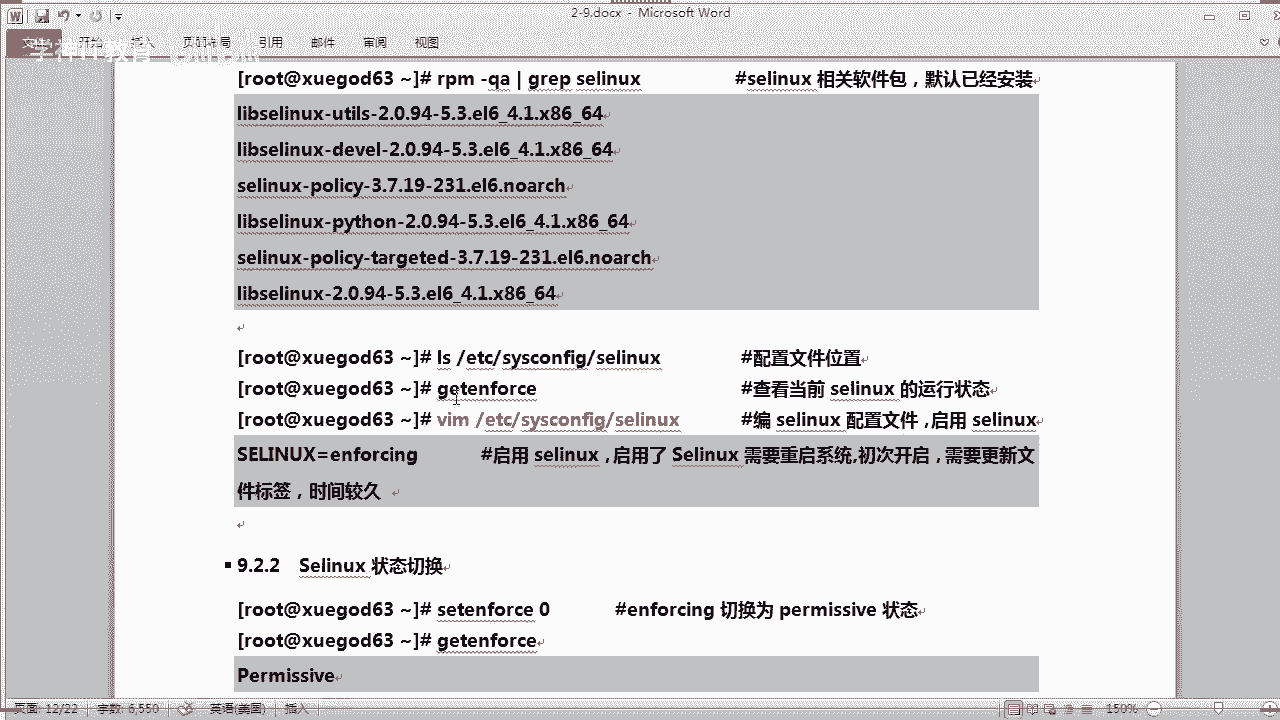 2-9.docx - Microsoft Word
文件 开始 插入 页面布局 引用 邮件 审阅 视图
[root@xuegod63 ~]# rpm -qa | grep selinux #selinux 相关软件包，默认已经安装
libselinux-utils-2.0.94-5.3.el6_4.1.x86_64
libselinux-devel-2.0.94-5.3.el6_4.1.x86_64
selinux-policy-3.7.19-231.el6.noarch
libselinux-python-2.0.94-5.3.el6_4.1.x86_64
selinux-policy-targeted-3.7.19-231.el6.noarch
libselinux-2.0.94-5.3.el6_4.1.x86_64
[root@xuegod63 ~]# ls /etc/sysconfig/selinux #配置文件位置
[root@xuegod63 ~]# getenforce #查看当前 selinux 的运行状态
[root@xuegod63 ~]# vim /etc/sysconfig/selinux #编 selinux 配置文件 ,启用 selinux
SELINUX=enforcing #启用 selinux ，启用了 Selinux 需要重启系统,初次开启，需要更新文
件标签，时间较久
9.2.2 Selinux 状态切换
[root@xuegod63 ~]# setenforce 0 #enforcing 切换为 permissive 状态
[root@xuegod63 ~]# getenforce
Permissive
页面: 12/22 字数: 6,550 英语(美国) 插入 150%